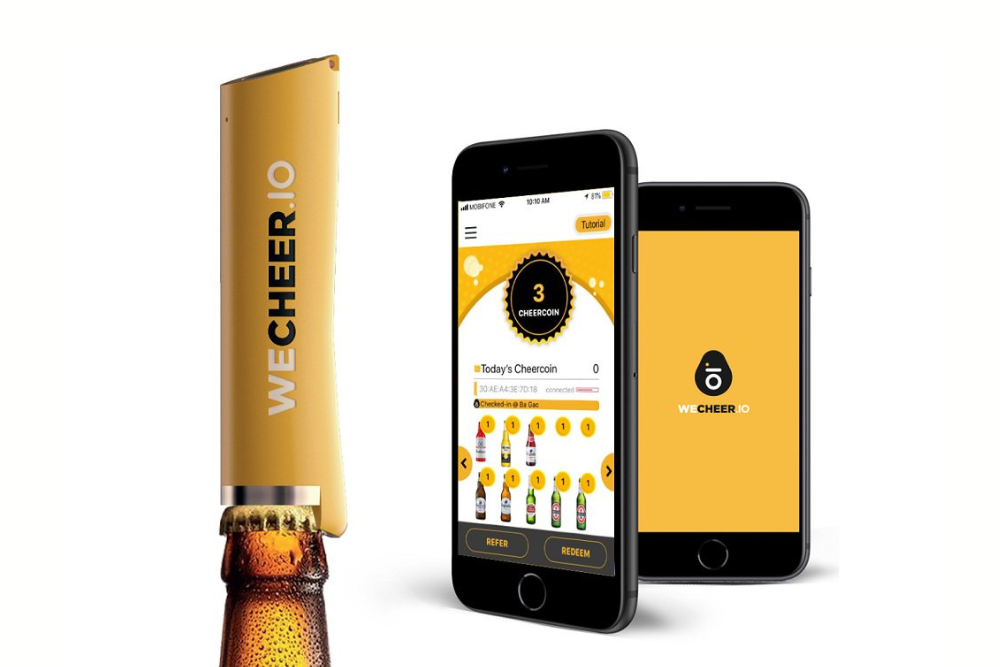 WECHEER.IO
MOBIFONE
10:10 AM
81%
Tutorial
3
CHEERCOIN
Today's Cheercoin 0
30:AE:A4:3E:7D:18 connected
Checked-in @ Ba Gac
1 1 1 1 1
1 1 1 1 1
REFER REDEEM
WECHEER.IO